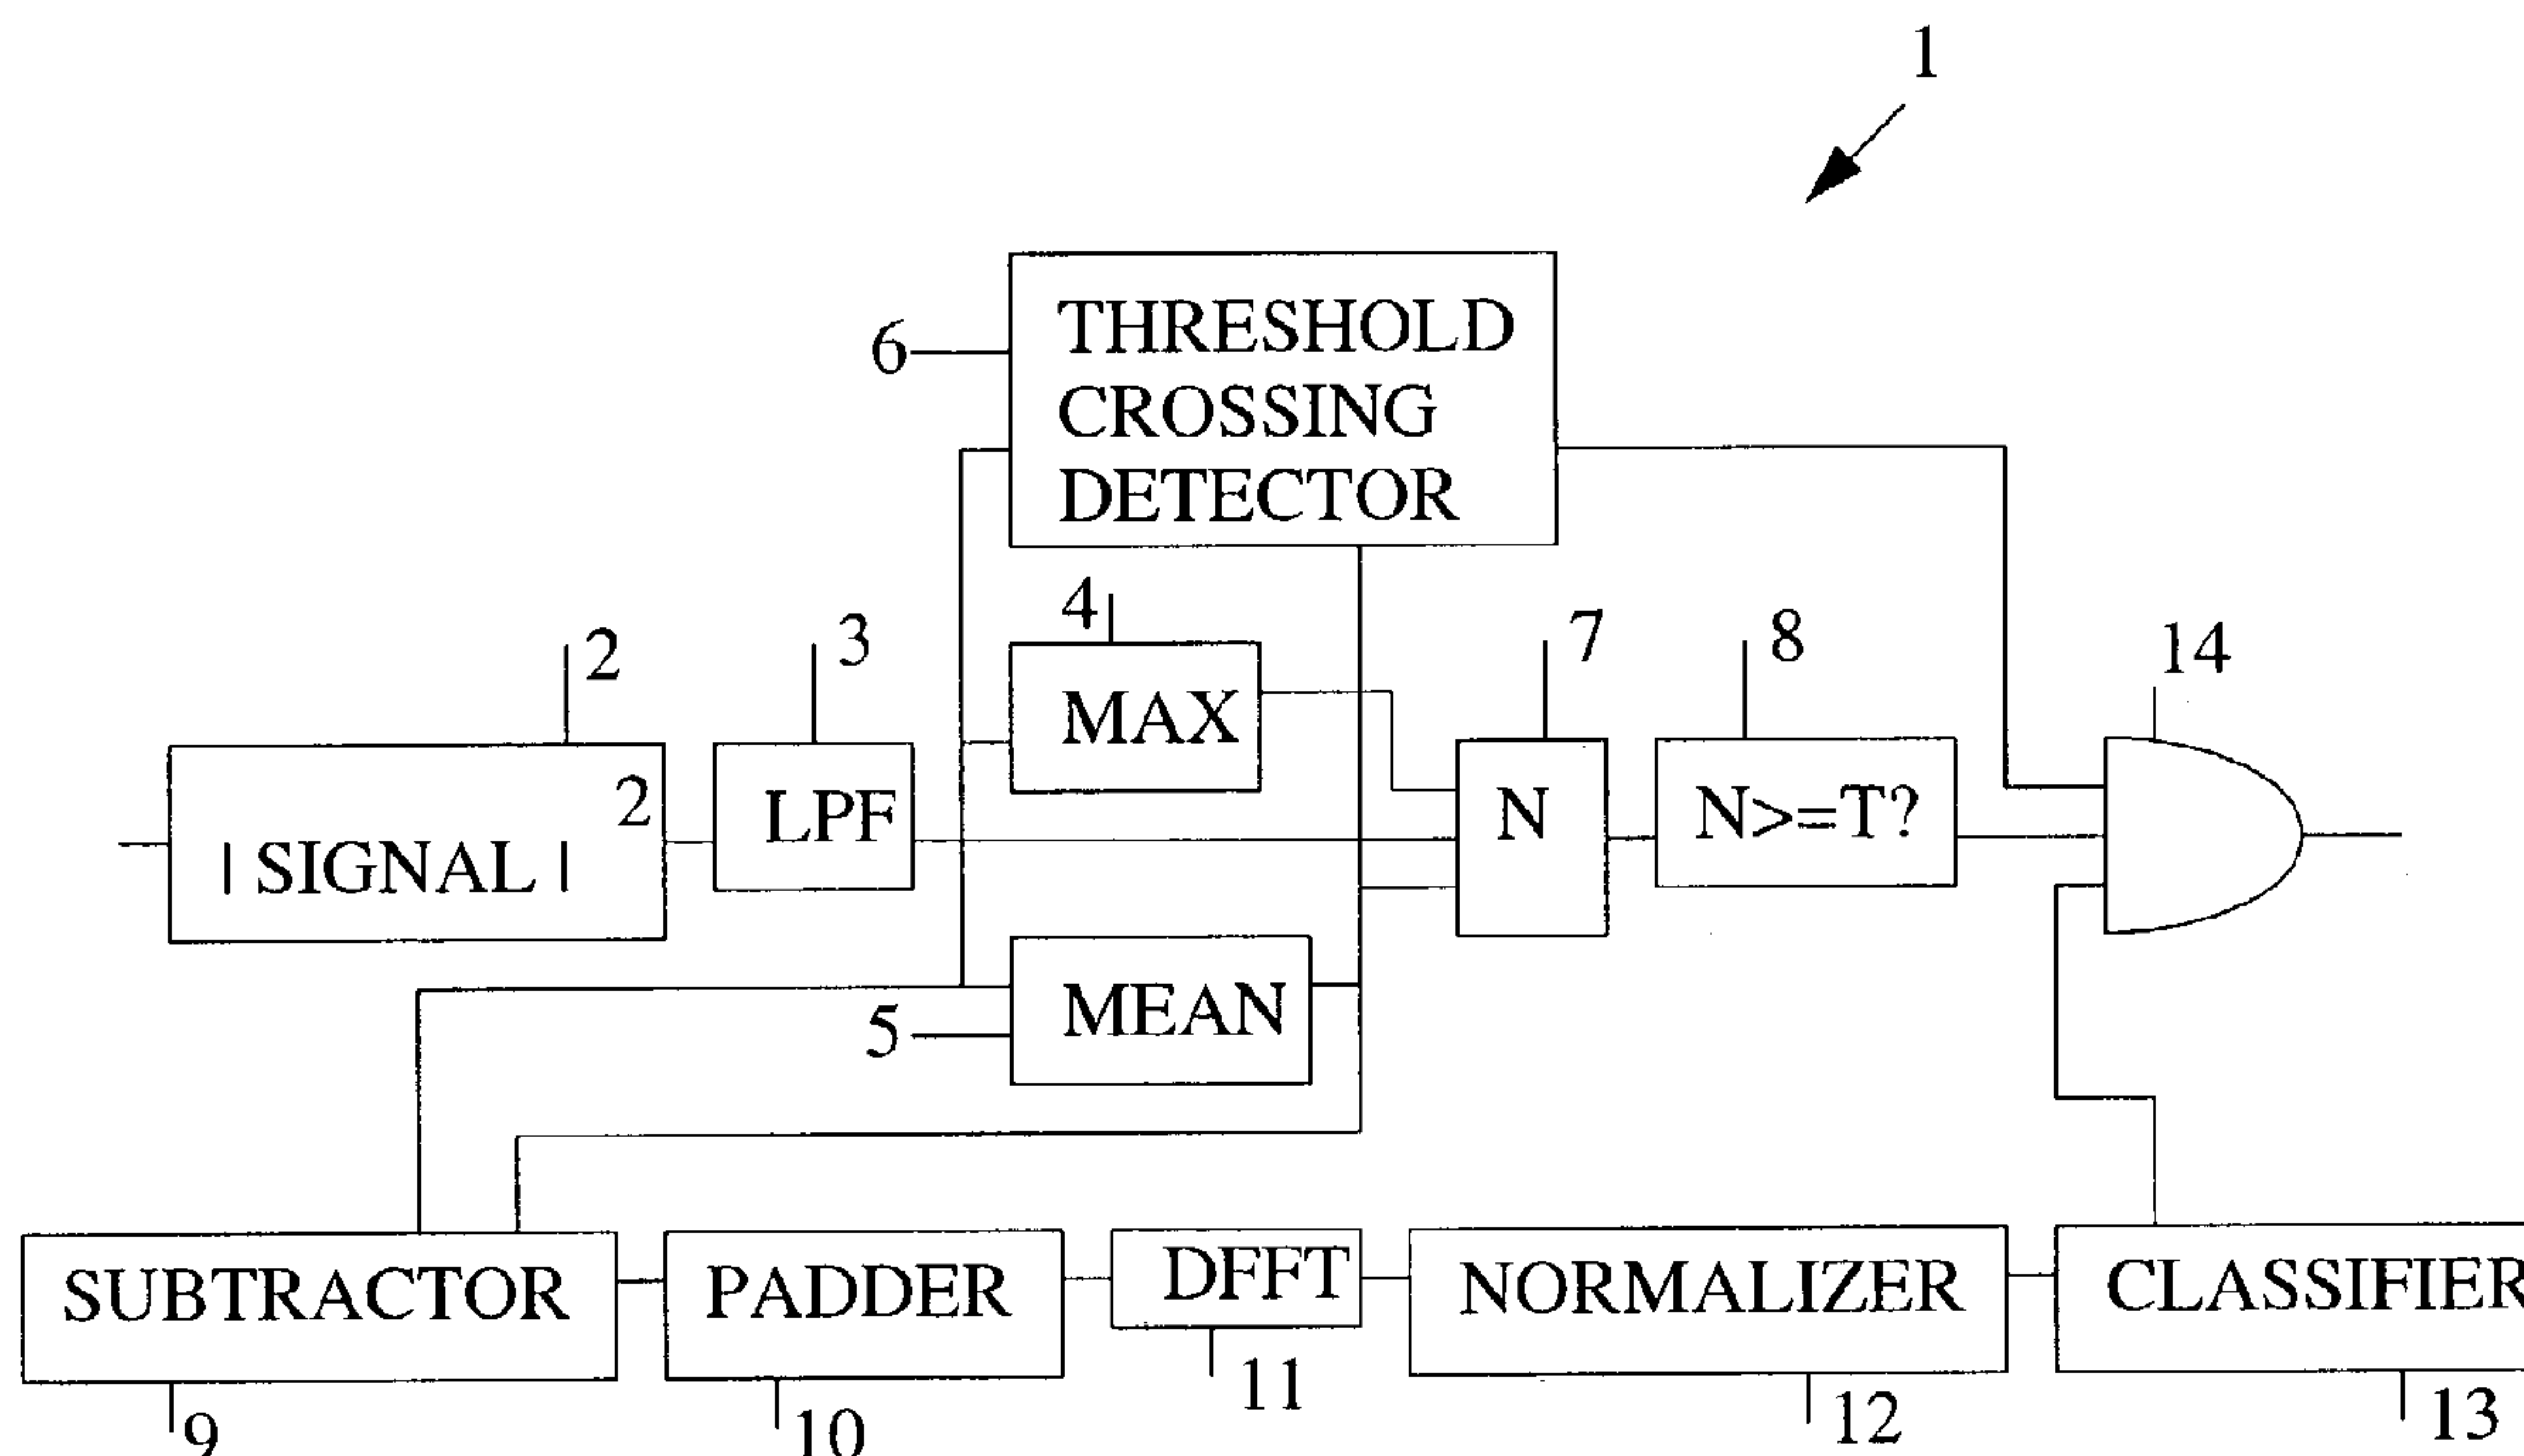 1
6
THRESHOLD
CROSSING
DETECTOR
4
2
3
7
8
14
MAX
| SIGNAL | 2
LPF
N
N>=T?
5
MEAN
SUBTRACTOR
PADDER
DFFT
NORMALIZER
CLASSIFIER
9
10
11
12
13